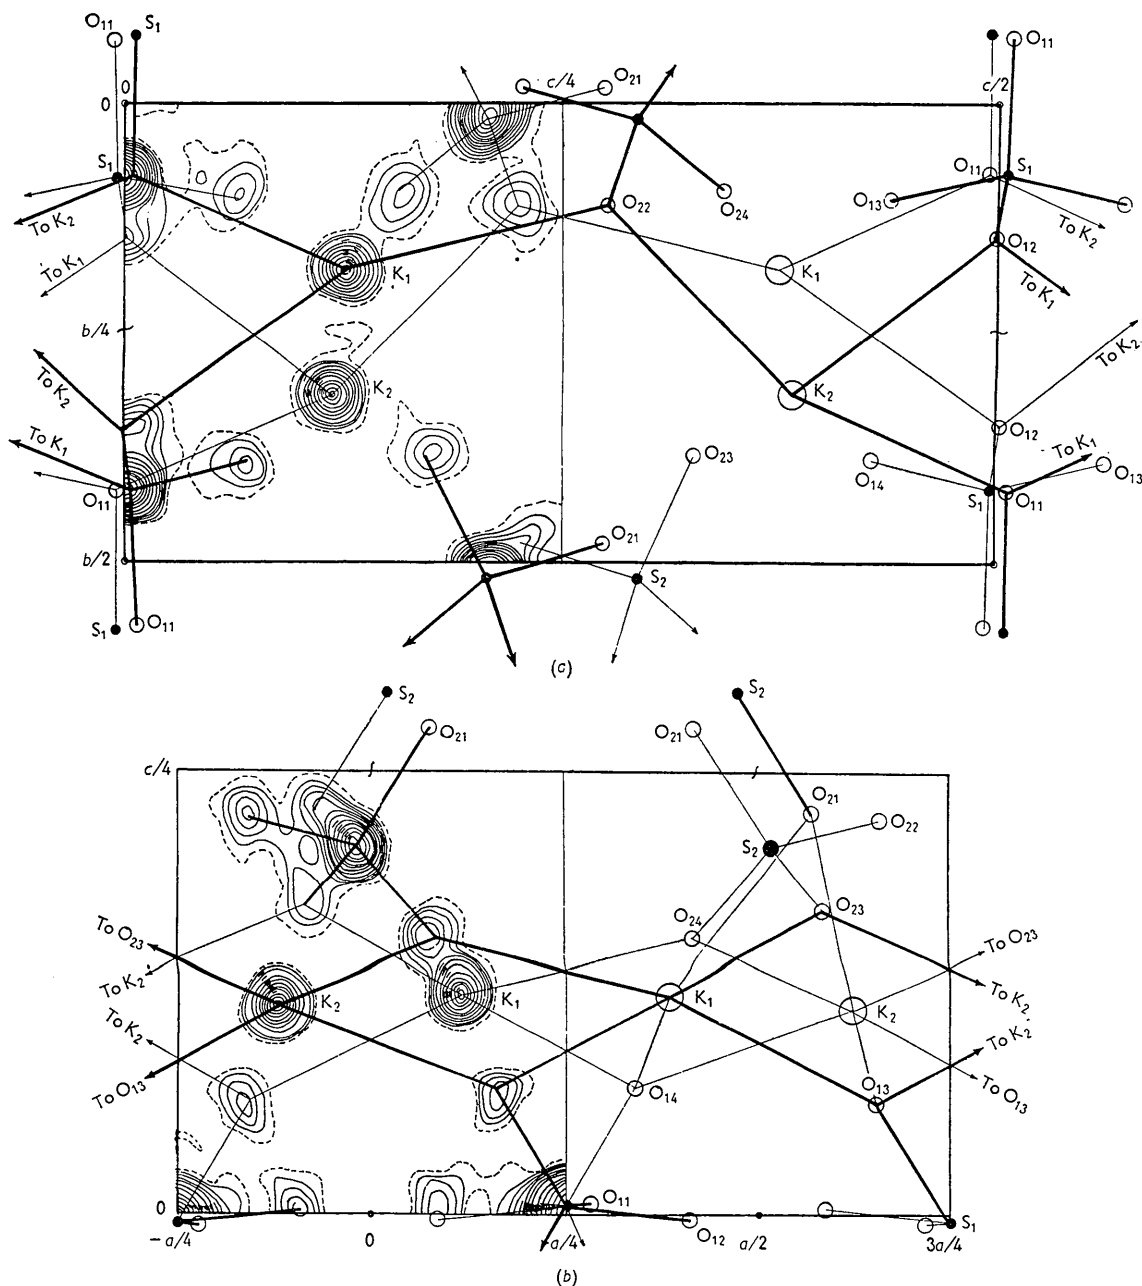 O11 S1 O11
0 0 c/4 O21 c/2
S1 O11 S1
O13
To K2 O22 O24 To K2
O12
To K1 K1 K1 To K1
b/4
To K2 K2 K2 To K2
To K1 O23 O12 To K1
O11 O14 O13
S1 O11
b/2 O21
S2
S1 O11
(c)
S2 S2
O21 O21
c/4
O21
O22
S2
O24 O23
To O23 To O23
To K2 K2 K1 K1 K2 To K2
To K2 To K2
To O13 O14 O13 To O13
0 O11
O12 S1
-a/4 0 a/4 a/2 3a/4
(b)